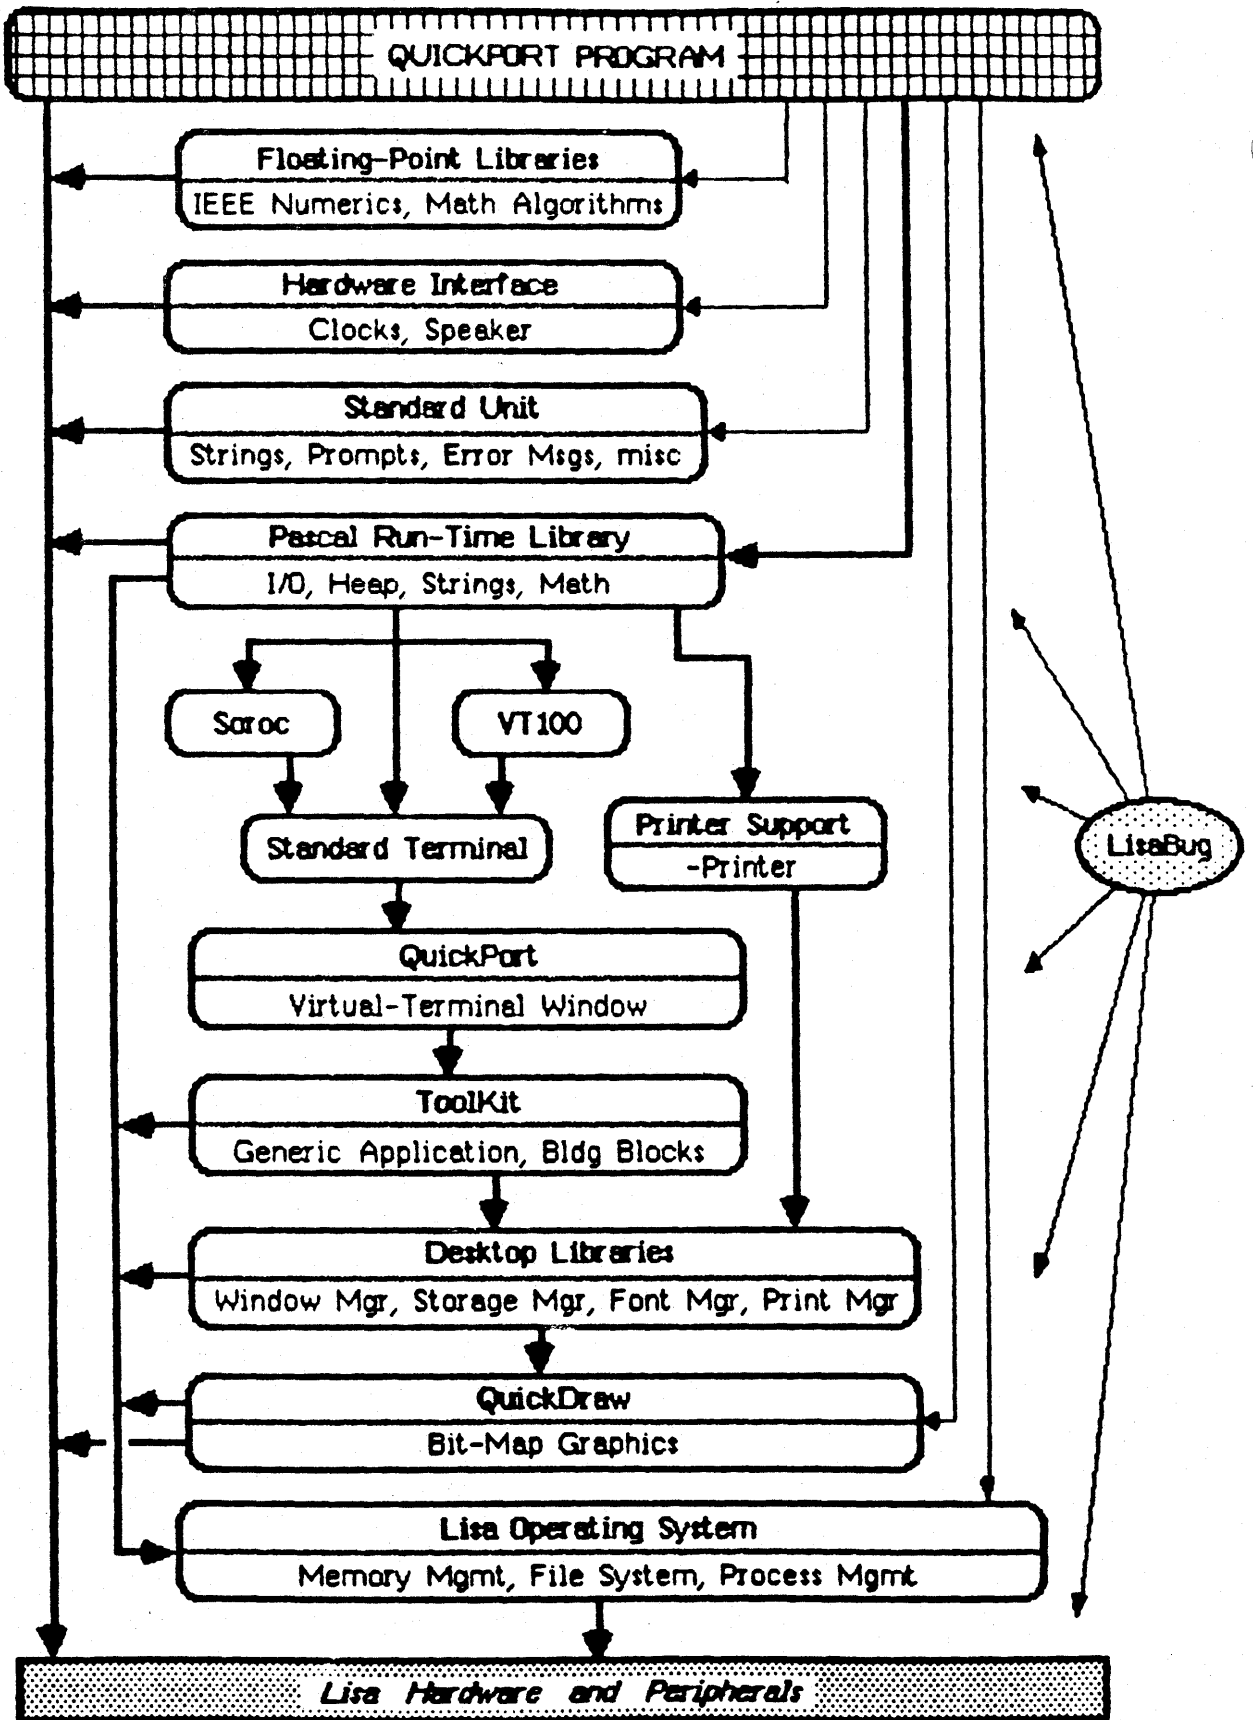 QUICKPORT PROGRAM
Floating-Point Libraries
IEEE Numerics, Math Algorithms
Hardware Interface
Clocks, Speaker
Standard Unit
Strings, Prompts, Error Msgs, misc
Pascal Run-Time Library
I/O, Heap, Strings, Math
Soroc
VT100
Standard Terminal
Printer Support
-Printer
LisaBug
QuickPort
Virtual-Terminal Window
ToolKit
Generic Application, Bldg Blocks
Desktop Libraries
Window Mgr, Storage Mgr, Font Mgr, Print Mgr
QuickDraw
Bit-Map Graphics
Lisa Operating System
Memory Mgmt, File System, Process Mgmt
Lisa Hardware and Peripherals